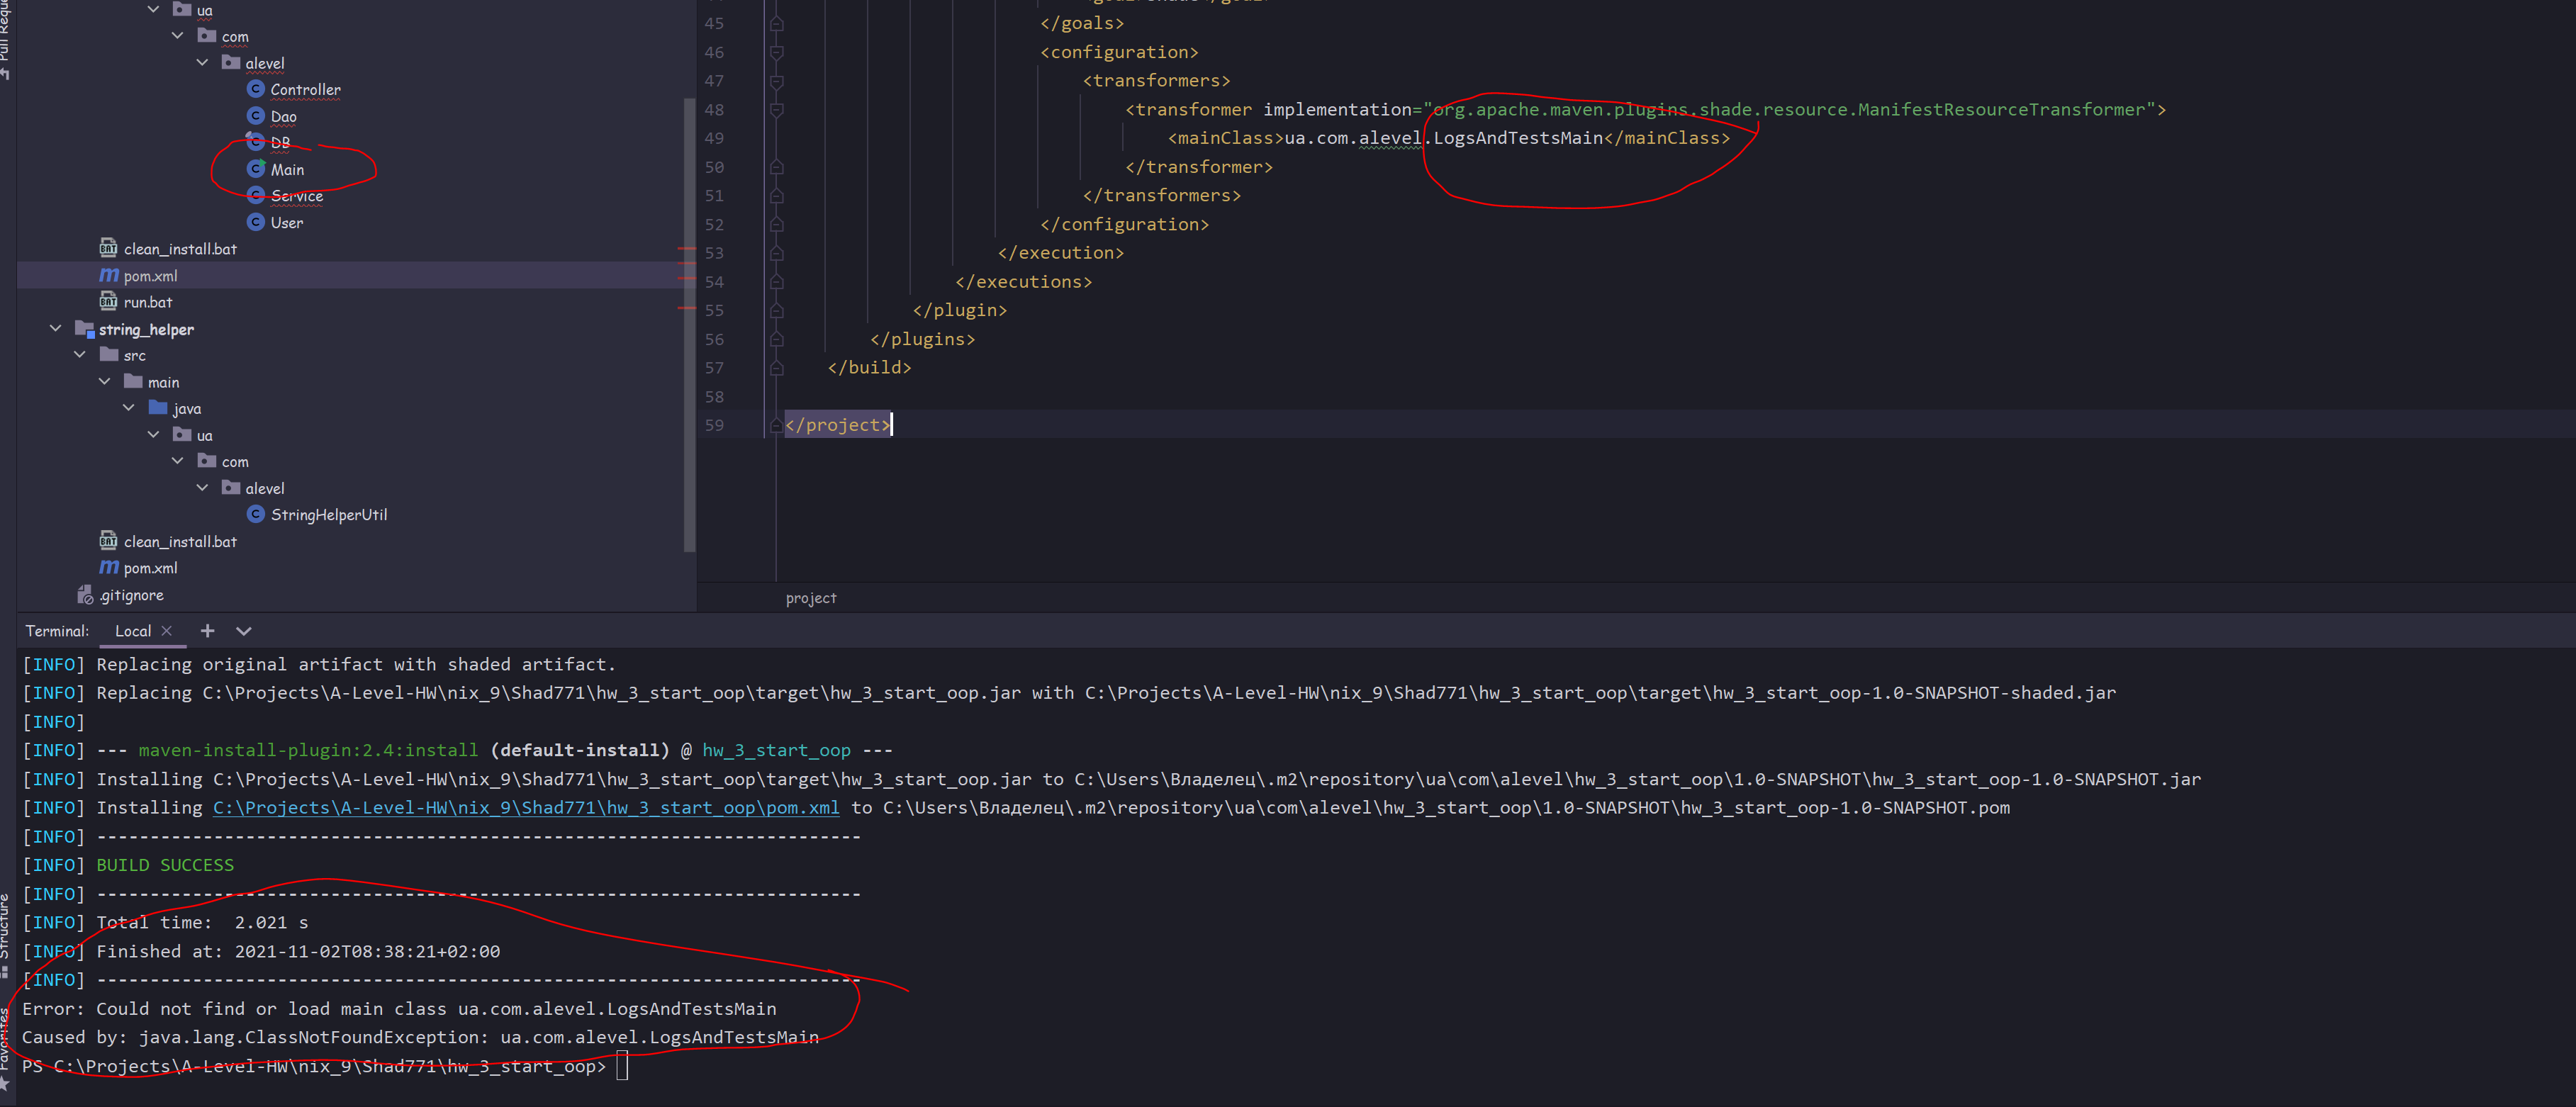 Pull Reque
ua
com
alevel
Controller
Dao
DB
Main
Service
User
clean_install.bat
pom.xml
run.bat
string_helper
src
main
java
ua
com
alevel
StringHelperUtil
clean_install.bat
pom.xml
.gitignore
45 </goals>
46 <configuration>
47 <transformers>
48 <transformer implementation="org.apache.maven.plugins.shade.resource.ManifestResourceTransformer">
49 <mainClass>ua.com.alevel.LogsAndTestsMain</mainClass>
50 </transformer>
51 </transformers>
52 </configuration>
53 </execution>
54 </executions>
55 </plugin>
56 </plugins>
57 </build>
58
59 </project>
project
Terminal: Local
[INFO] Replacing original artifact with shaded artifact.
[INFO] Replacing C:\Projects\A-Level-HW\nix_9\Shad771\hw_3_start_oop\target\hw_3_start_oop.jar with C:\Projects\A-Level-HW\nix_9\Shad771\hw_3_start_oop\target\hw_3_start_oop-1.0-SNAPSHOT-shaded.jar
[INFO]
[INFO] --- maven-install-plugin:2.4:install (default-install) @ hw_3_start_oop ---
[INFO] Installing C:\Projects\A-Level-HW\nix_9\Shad771\hw_3_start_oop\target\hw_3_start_oop.jar to C:\Users\Владелец\.m2\repository\ua\com\alevel\hw_3_start_oop\1.0-SNAPSHOT\hw_3_start_oop-1.0-SNAPSHOT.jar
[INFO] Installing C:\Projects\A-Level-HW\nix_9\Shad771\hw_3_start_oop\pom.xml to C:\Users\Владелец\.m2\repository\ua\com\alevel\hw_3_start_oop\1.0-SNAPSHOT\hw_3_start_oop-1.0-SNAPSHOT.pom
[INFO] ------------------------------------------------------------------------
[INFO] BUILD SUCCESS
[INFO] ------------------------------------------------------------------------
[INFO] Total time:  2.021 s
[INFO] Finished at: 2021-11-02T08:38:21+02:00
[INFO] ------------------------------------------------------------------------
Error: Could not find or load main class ua.com.alevel.LogsAndTestsMain
Caused by: java.lang.ClassNotFoundException: ua.com.alevel.LogsAndTestsMain
PS C:\Projects\A-Level-HW\nix_9\Shad771\hw_3_start_oop>
Structure
Favorites